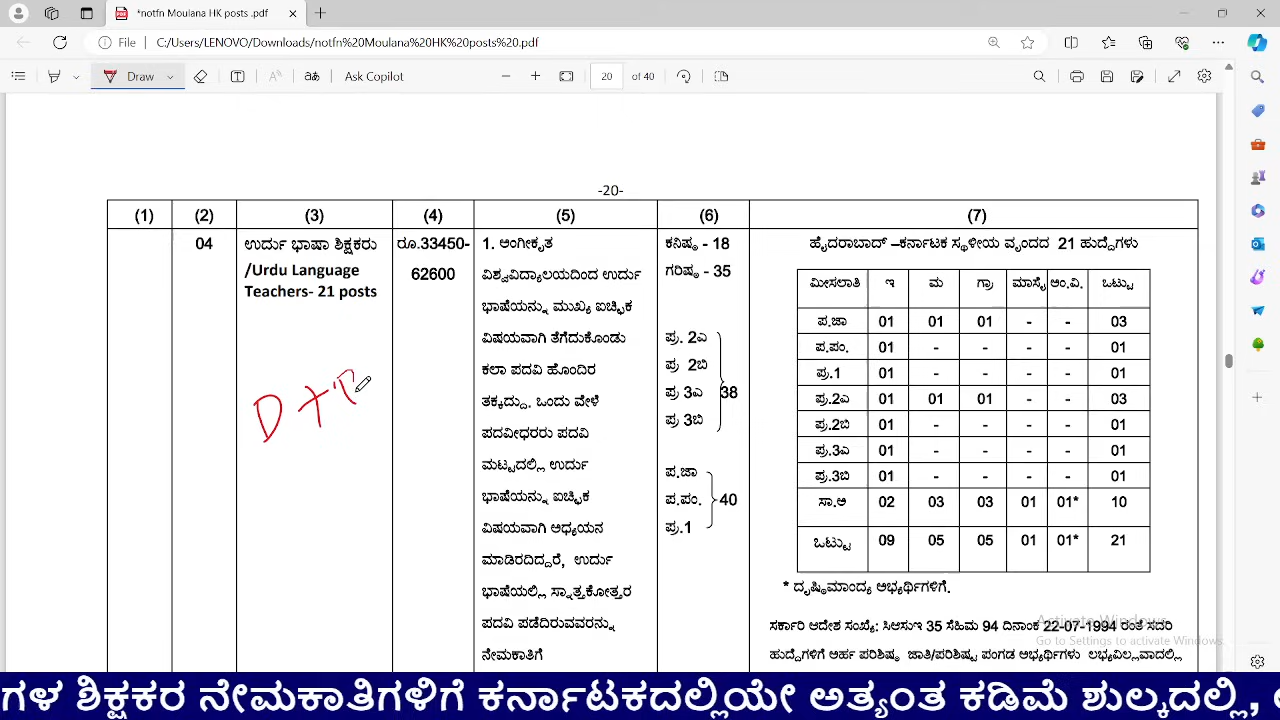 *notfn Moulana HK posts .pdf
File C:/Users/LENOVO/Downloads/notfn%20Moulana%20HK%20posts%20.pdf
Draw Ask Copilot 20 of 40
-20-
(1) (2) (3) (4) (5) (6) (7)
04
ಉರ್ದು ಭಾಷಾ ಶಿಕ್ಷಕರು
/Urdu Language
Teachers- 21 posts
D +
ರೂ.33450-
62600
1. ಅಂಗೀಕೃತ
ವಿಶ್ವವಿದ್ಯಾಲಯದಿಂದ ಉರ್ದು
ಭಾಷೆಯನ್ನು ಮುಖ್ಯ ಐಚ್ಛಿಕ
ವಿಷಯವಾಗಿ ತೆಗೆದುಕೊಂಡು
ಕಲಾ ಪದವಿ ಹೊಂದಿರ
ತಕ್ಕದ್ದು. ಒಂದು ವೇಳೆ
ಪದವೀಧರರು ಪದವಿ
ಮಟ್ಟದಲ್ಲಿ ಉರ್ದು
ಭಾಷೆಯನ್ನು ಐಚ್ಛಿಕ
ವಿಷಯವಾಗಿ ಅಧ್ಯಯನ
ಮಾಡಿರದಿದ್ದರೆ, ಉರ್ದು
ಭಾಷೆಯಲ್ಲಿ ಸ್ನಾತ್ತಕೋತ್ತರ
ಪದವಿ ಪಡೆದಿರುವವರನ್ನು
ನೇಮಕಾತಿಗೆ
ಕನಿಷ್ಠ - 18
ಗರಿಷ್ಠ - 35
ಪ್ರ. 2ಎ
ಪ್ರ 2ಬಿ
ಪ್ರ 3ಎ 38
ಪ್ರ 3ಬಿ
ಪ.ಜಾ
ಪ.ಪಂ. 40
ಪ್ರ.1
ಹೈದರಾಬಾದ್ –ಕರ್ನಾಟಕ ಸ್ಥಳೀಯ ವೃಂದದ 21 ಹುದ್ದೆಗಳು
ಮೀಸಲಾತಿ ಇ ಮ ಗ್ರಾ ಮಾಸೈ ಅಂ.ವಿ. ಒಟ್ಟು
ಪ.ಜಾ 01 01 01 - - 03
ಪ.ಪಂ. 01 - - - - 01
ಪ್ರ.1 01 - - - - 01
ಪ್ರ.2ಎ 01 01 01 - - 03
ಪ್ರ.2ಬಿ 01 - - - - 01
ಪ್ರ.3ಎ 01 - - - - 01
ಪ್ರ.3ಬಿ 01 - - - - 01
ಸಾ.ಅ 02 03 03 01 01* 10
ಒಟ್ಟು 09 05 05 01 01* 21
* ದೃಷ್ಠಿಮಾಂದ್ಯ ಅಭ್ಯರ್ಥಿಗಳಿಗೆ.
ಸರ್ಕಾರಿ ಆದೇಶ ಸಂಖ್ಯೆ: ಸಿಆಸುಇ 35 ಸೆಹಿಮ 94 ದಿನಾಂಕ 22-07-1994 ರಂತೆ ಸದರಿ
ಹುದ್ದೆಗಳಿಗೆ ಅರ್ಹ ಪರಿಶಿಷ್ಠ ಜಾತಿ/ಪರಿಶಿಷ್ಟ ಪಂಗಡ ಅಭ್ಯರ್ಥಿಗಳು ಲಭ್ಯವಿಲ್ಲವಾದಲ್ಲಿ
Activate Windows
Go to Settings to activate Windows.
ಗಳ ಶಿಕ್ಷಕರ ನೇಮಕಾತಿಗಳಿಗೆ ಕರ್ನಾಟಕದಲ್ಲಿಯೇ ಅತ್ಯಂತ ಕಡಿಮೆ ಶುಲ್ಕದಲ್ಲಿ,